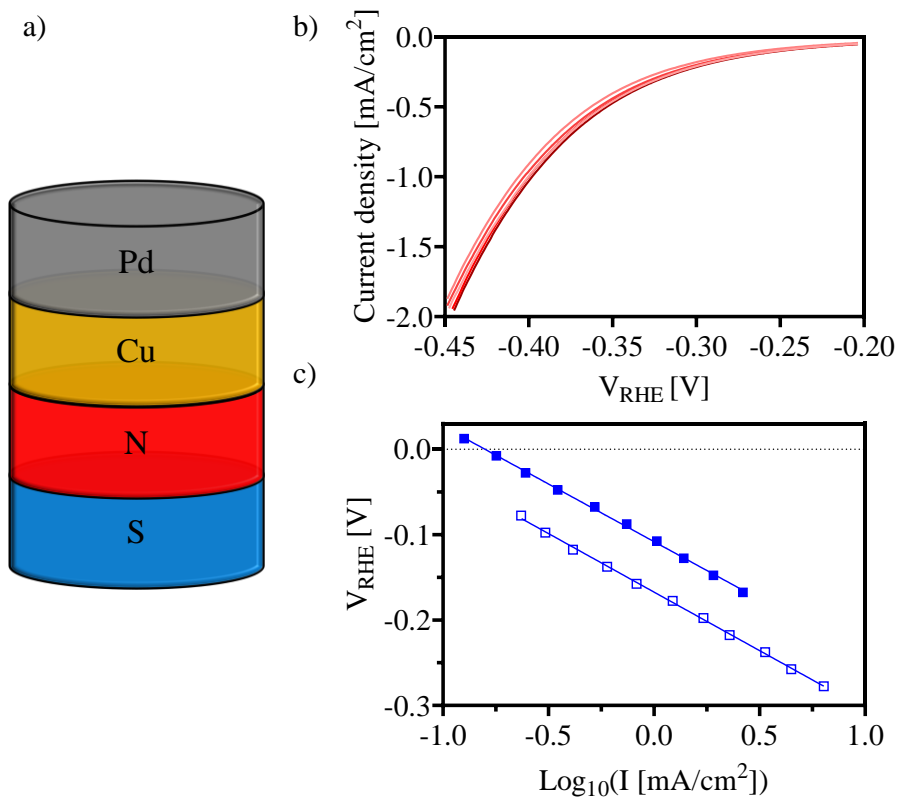 a)
Pd
Cu
N
S
b)
Current density [mA/cm²]
0.0
-0.5
-1.0
-1.5
-2.0
-0.45 -0.40 -0.35 -0.30 -0.25 -0.20
V_RHE [V]
c)
V_RHE [V]
0.0
-0.1
-0.2
-0.3
-1.0 -0.5 0.0 0.5 1.0
Log₁₀(I [mA/cm²])